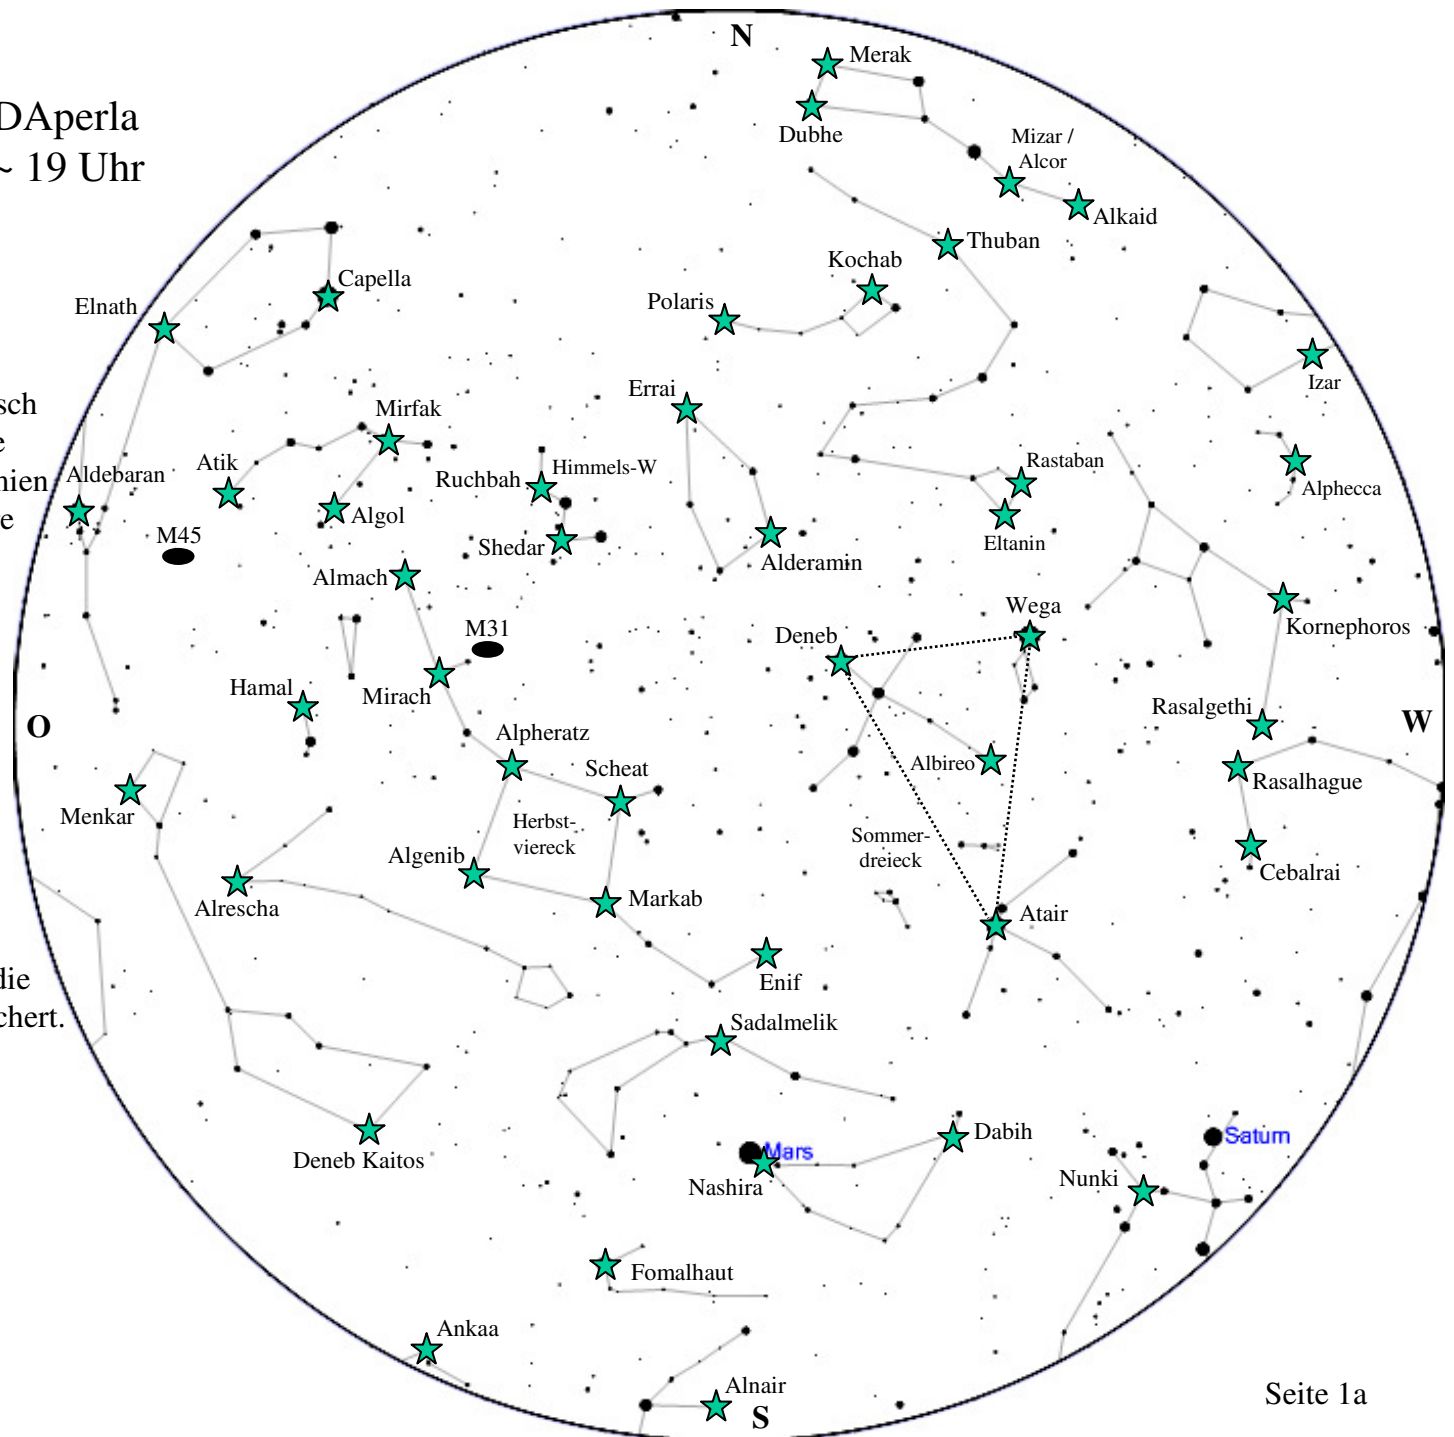 N
Merak
DAperla
~ 19 Uhr
Dubhe
Mizar /
Alcor
Alkaid
Thuban
Kochab
Capella
Polaris
Elnath
Izar
Errai
sch
Mirfak
e
Atik
Aldebaran
Ruchbah
Himmels-W
Rastaban
nien
Alphecca
Algol
re
M45
Shedar
Eltanin
Alderamin
Almach
Wega
M31
Deneb
Kornephoros
Hamal
Mirach
Rasalgethi
O
W
Alpheratz
Scheat
Albireo
Rasalhague
Menkar
Herbst-
viereck
Sommer-
dreieck
Algenib
Cebalrai
Markab
Alrescha
Atair
die
Enif
chert.
Sadalmelik
Dabih
Saturn
Mars
Deneb Kaitos
Nashira
Nunki
Fomalhaut
Ankaa
Alnair
Seite 1a
S